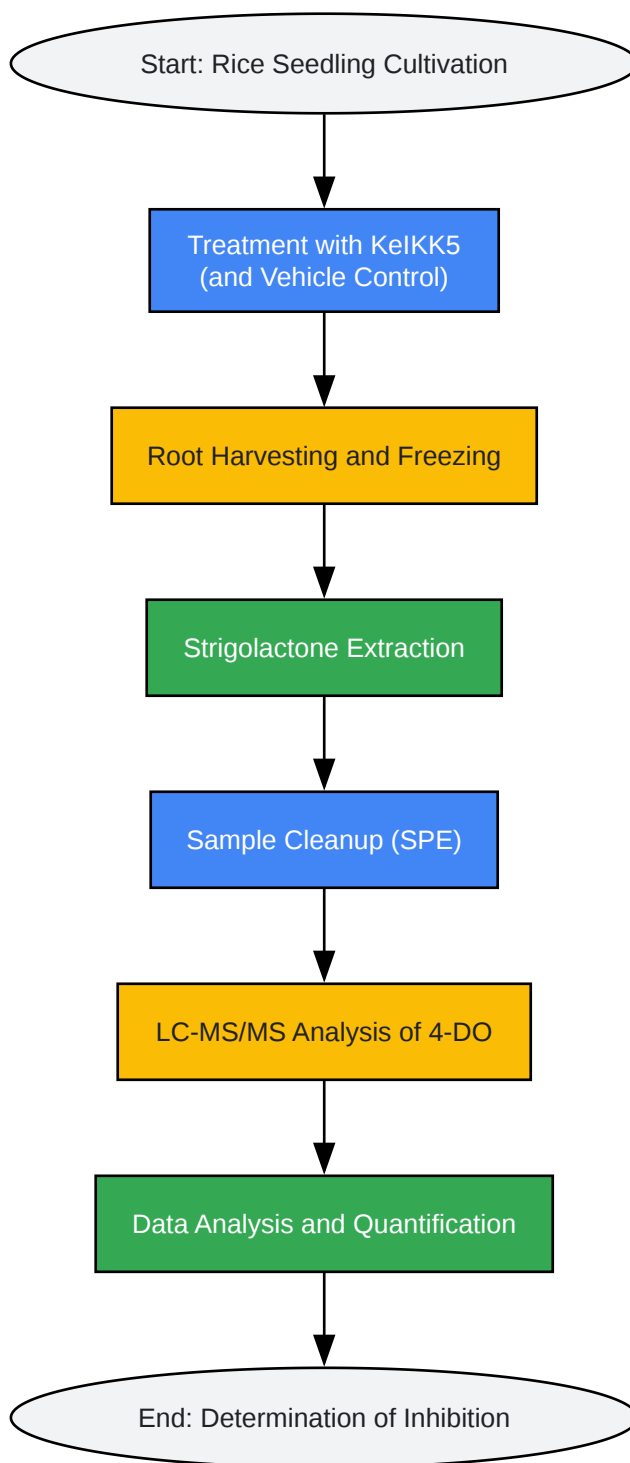 Start: Rice Seedling Cultivation
Treatment with KeIKK5
(and Vehicle Control)
Root Harvesting and Freezing
Strigolactone Extraction
Sample Cleanup (SPE)
LC-MS/MS Analysis of 4-DO
Data Analysis and Quantification
End: Determination of Inhibition